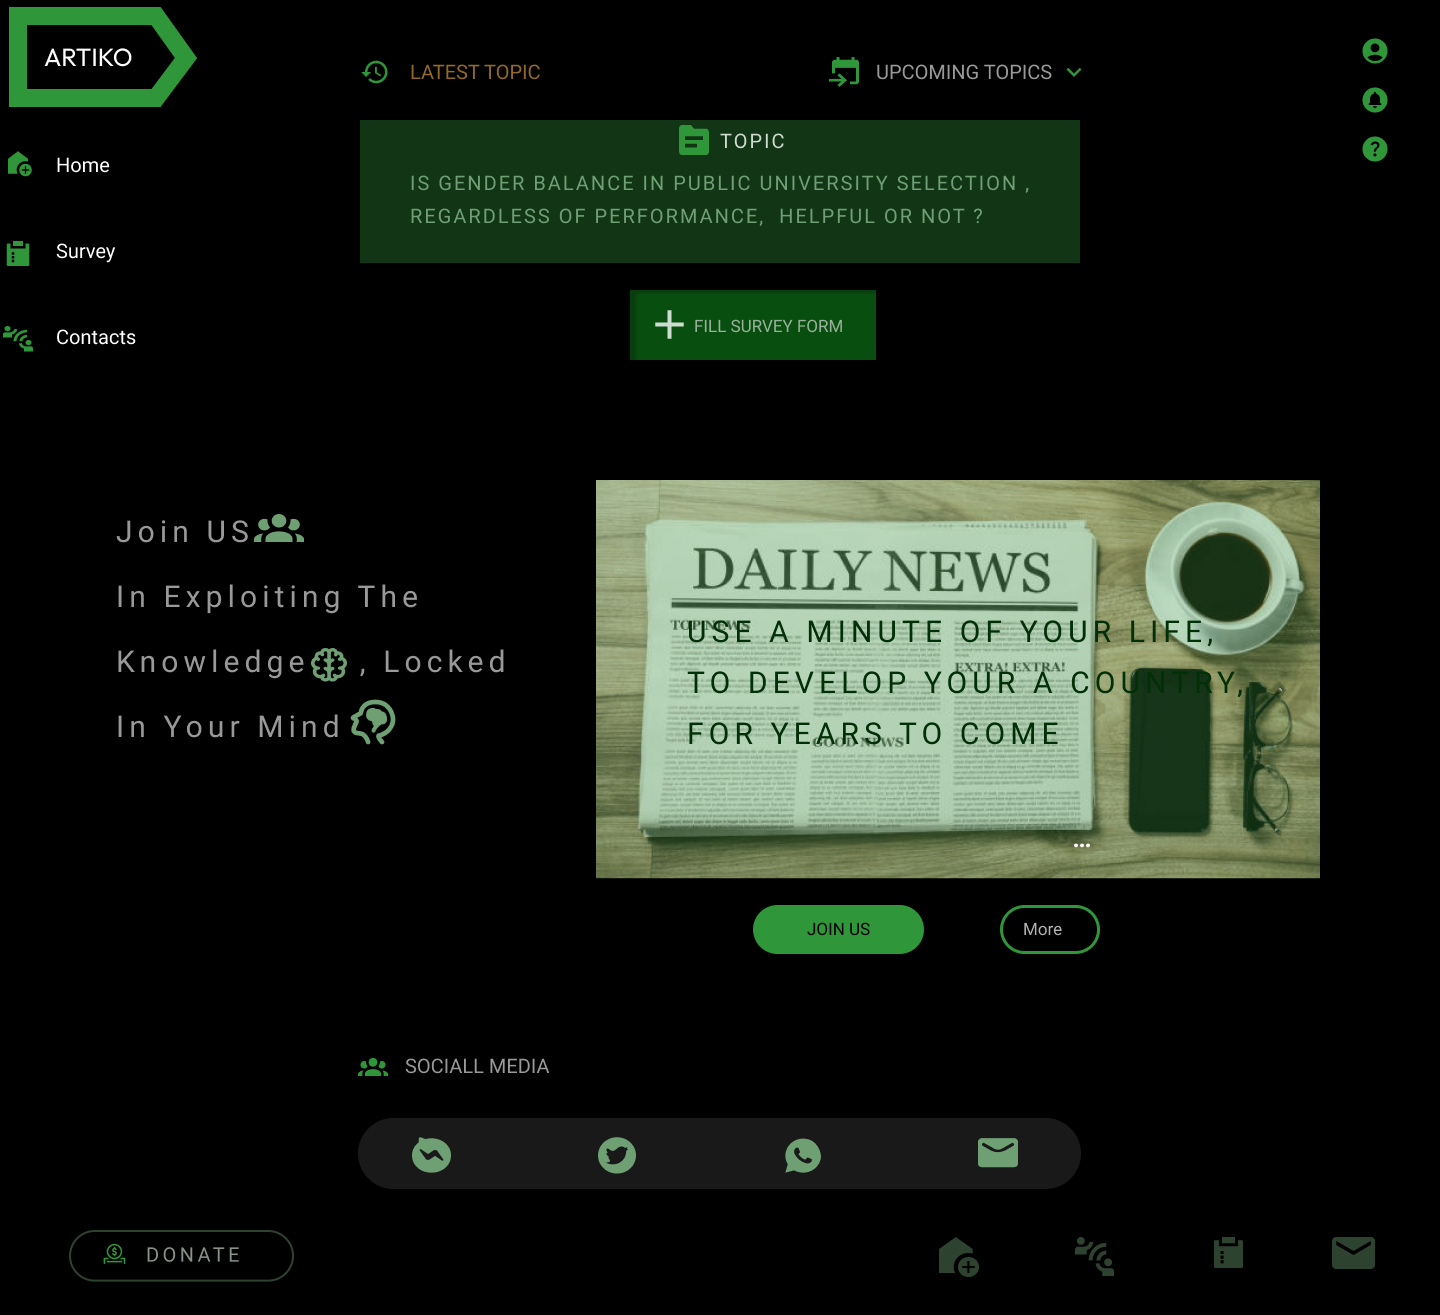 ARTIKO
LATEST TOPIC
UPCOMING TOPICS
Home
Survey
Contacts
TOPIC
IS GENDER BALANCE IN PUBLIC UNIVERSITY SELECTION ,
REGARDLESS OF PERFORMANCE, HELPFUL OR NOT ?
FILL SURVEY FORM
Join US
In Exploiting The
Knowledge , Locked
In Your Mind
DAILY NEWS
TOP NEWS
USE A MINUTE OF YOUR LIFE,
EXTRA! EXTRA!
TO DEVELOP YOUR A COUNTRY,
FOR YEARS TO COME
GOOD NEWS
...
JOIN US
More
SOCIALL MEDIA
DONATE